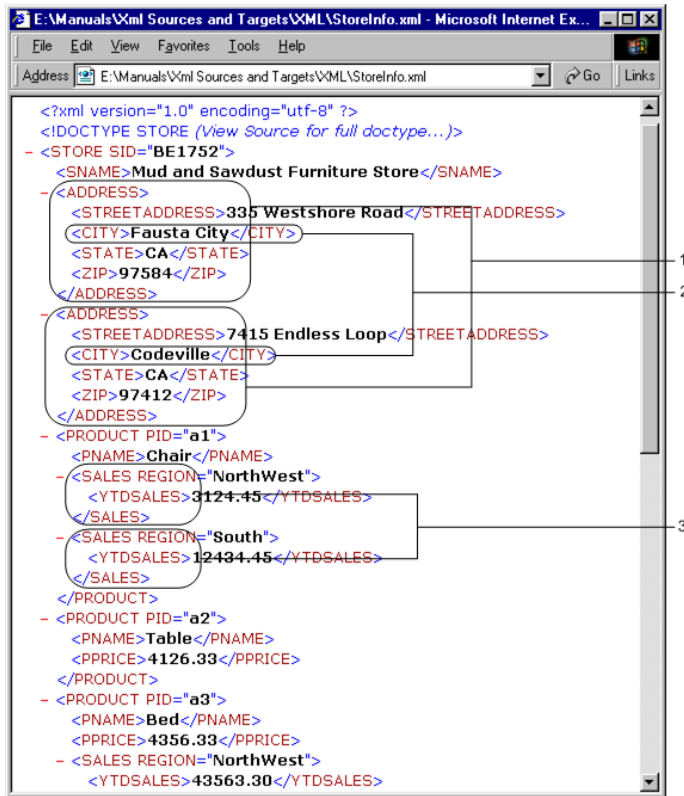 E:\Manuals\Xml Sources and Targets\XML\StoreInfo.xml - Microsoft Internet Ex...
File Edit View Favorites Tools Help
Address E:\Manuals\Xml Sources and Targets\XML\StoreInfo.xml Go Links
<?xml version="1.0" encoding="utf-8" ?>
<!DOCTYPE STORE (View Source for full doctype...)>
- <STORE SID="BE1752">
<SNAME>Mud and Sawdust Furniture Store</SNAME>
- <ADDRESS>
<STREETADDRESS>335 Westshore Road</STREETADDRESS>
<CITY>Fausta City</CITY>
<STATE>CA</STATE>
<ZIP>97584</ZIP>
</ADDRESS>
1
2
- <ADDRESS>
<STREETADDRESS>7415 Endless Loop</STREETADDRESS>
<CITY>Codeville</CITY>
<STATE>CA</STATE>
<ZIP>97412</ZIP>
</ADDRESS>
- <PRODUCT PID="a1">
<PNAME>Chair</PNAME>
- <SALES REGION="NorthWest">
<YTDSALES>3124.45</YTDSALES>
</SALES>
3
- <SALES REGION="South">
<YTDSALES>12434.45</YTDSALES>
</SALES>
</PRODUCT>
- <PRODUCT PID="a2">
<PNAME>Table</PNAME>
<PPRICE>4126.33</PPRICE>
</PRODUCT>
- <PRODUCT PID="a3">
<PNAME>Bed</PNAME>
<PPRICE>4356.33</PPRICE>
- <SALES REGION="NorthWest">
<YTDSALES>43563.30</YTDSALES>